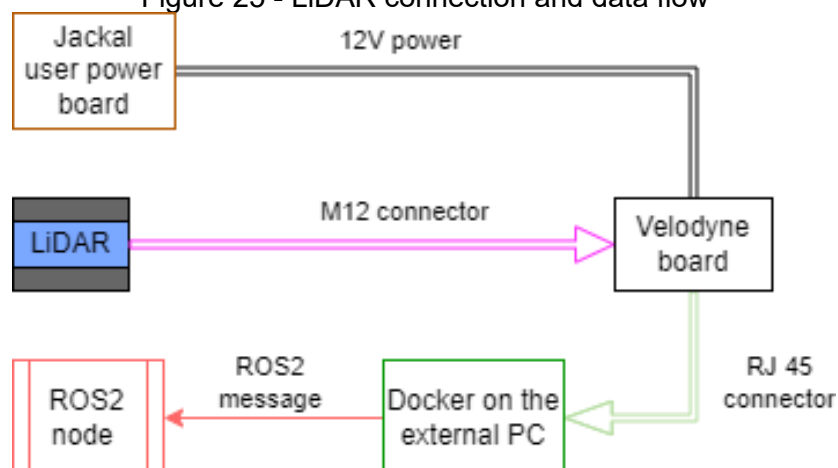 Figure 25 - LiDAR connection and data flow
Jackal
user power
board
12V power
LiDAR
M12 connector
Velodyne
board
ROS2
node
ROS2
message
Docker on the
external PC
RJ 45
connector